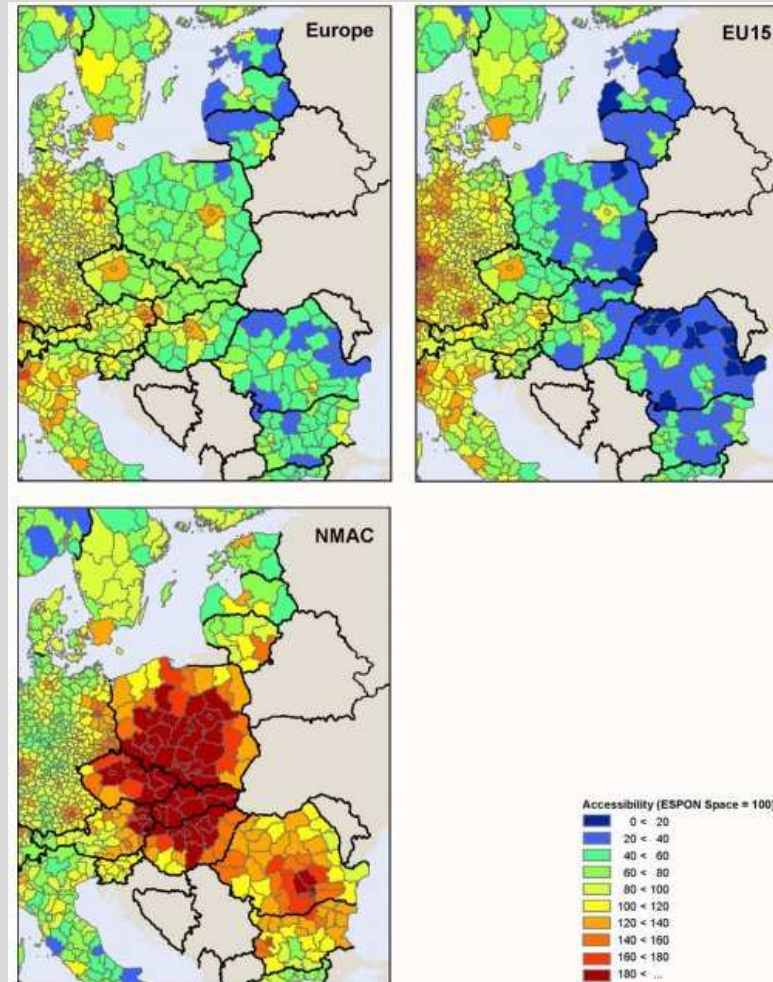 Europe
EU15
NMAC
Accessibility (ESPON Space = 100)
0 < 20
20 < 40
40 < 60
60 < 80
80 < 100
100 < 120
120 < 140
140 < 160
160 < 180
180 < ...